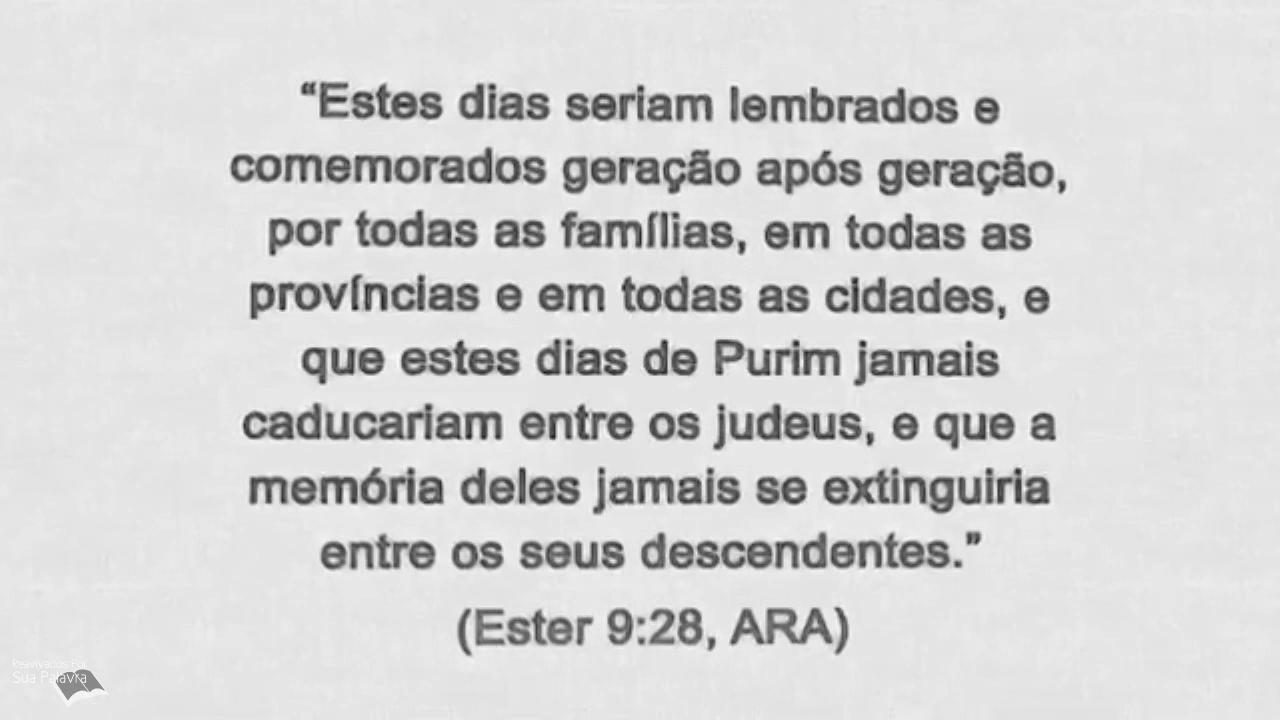 “Estes dias seriam lembrados e
comemorados geração após geração,
por todas as famílias, em todas as
províncias e em todas as cidades, e
que estes dias de Purim jamais
caducariam entre os judeus, e que a
memória deles jamais se extinguiria
entre os seus descendentes.”
(Ester 9:28, ARA)
Reavivados Por
Sua Palavra